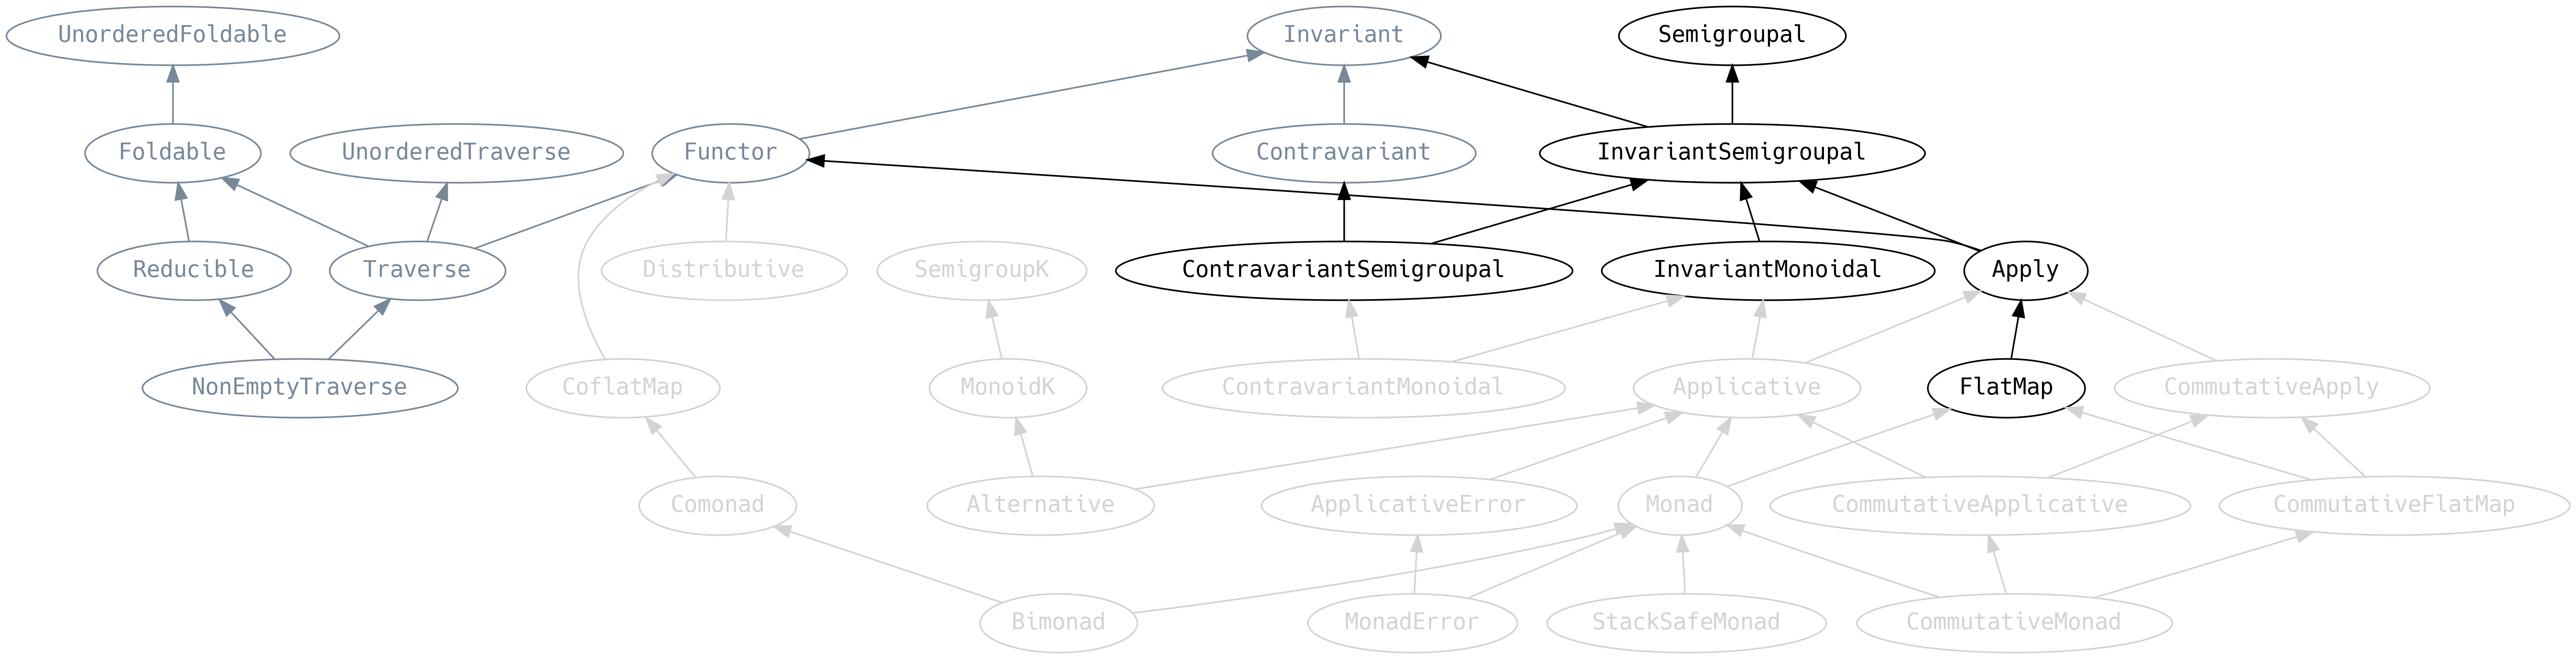 UnorderedFoldable
Invariant
Semigroupal
Foldable
UnorderedTraverse
Functor
Contravariant
InvariantSemigroupal
Reducible
Traverse
Distributive
SemigroupK
ContravariantSemigroupal
InvariantMonoidal
Apply
NonEmptyTraverse
CoflatMap
MonoidK
ContravariantMonoidal
Applicative
FlatMap
CommutativeApply
Comonad
Alternative
ApplicativeError
Monad
CommutativeApplicative
CommutativeFlatMap
Bimonad
MonadError
StackSafeMonad
CommutativeMonad